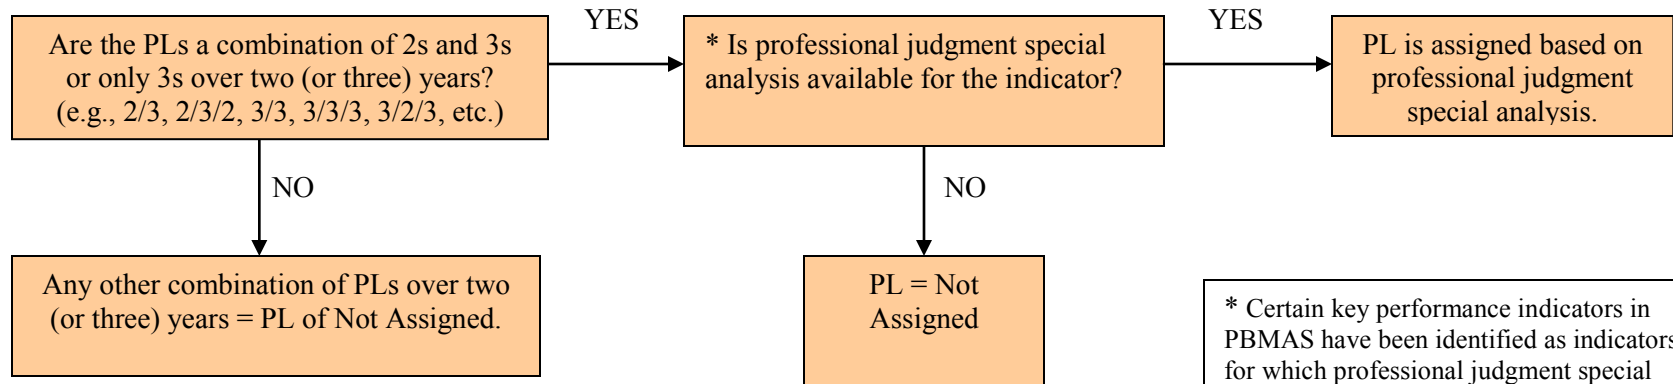 Are the PLs a combination of 2s and 3s
or only 3s over two (or three) years?
(e.g., 2/3, 2/3/2, 3/3, 3/3/3, 3/2/3, etc.)
YES
* Is professional judgment special
analysis available for the indicator?
YES
PL is assigned based on
professional judgment
special analysis.
NO
NO
Any other combination of PLs over two
(or three) years = PL of Not Assigned.
PL = Not
Assigned
* Certain key performance indicators in
PBMAS have been identified as indicators
for which professional judgment special